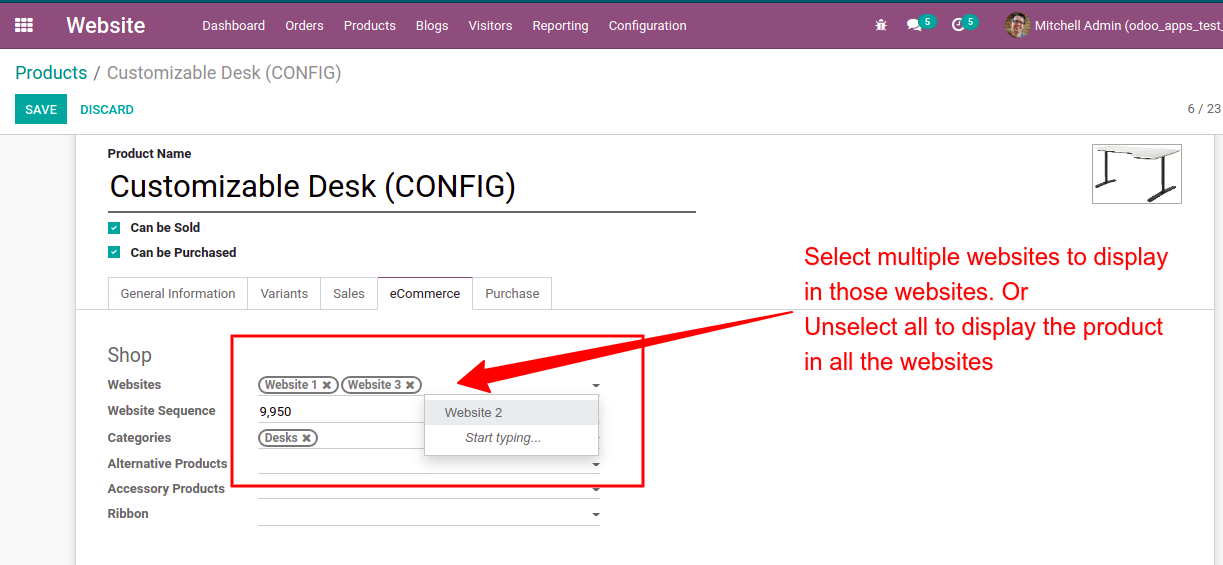 Website Dashboard Orders Products Blogs Visitors Reporting Configuration 5 5 Mitchell Admin (odoo_apps_test_
Products / Customizable Desk (CONFIG)
SAVE DISCARD 6 / 23
Product Name
Customizable Desk (CONFIG)
Can be Sold
Can be Purchased
General Information Variants Sales eCommerce Purchase
Select multiple websites to display
in those websites. Or
Unselect all to display the product
in all the websites
Shop
Websites Website 1 Website 3
Website Sequence 9,950
Website 2
Categories Desks
Start typing...
Alternative Products
Accessory Products
Ribbon